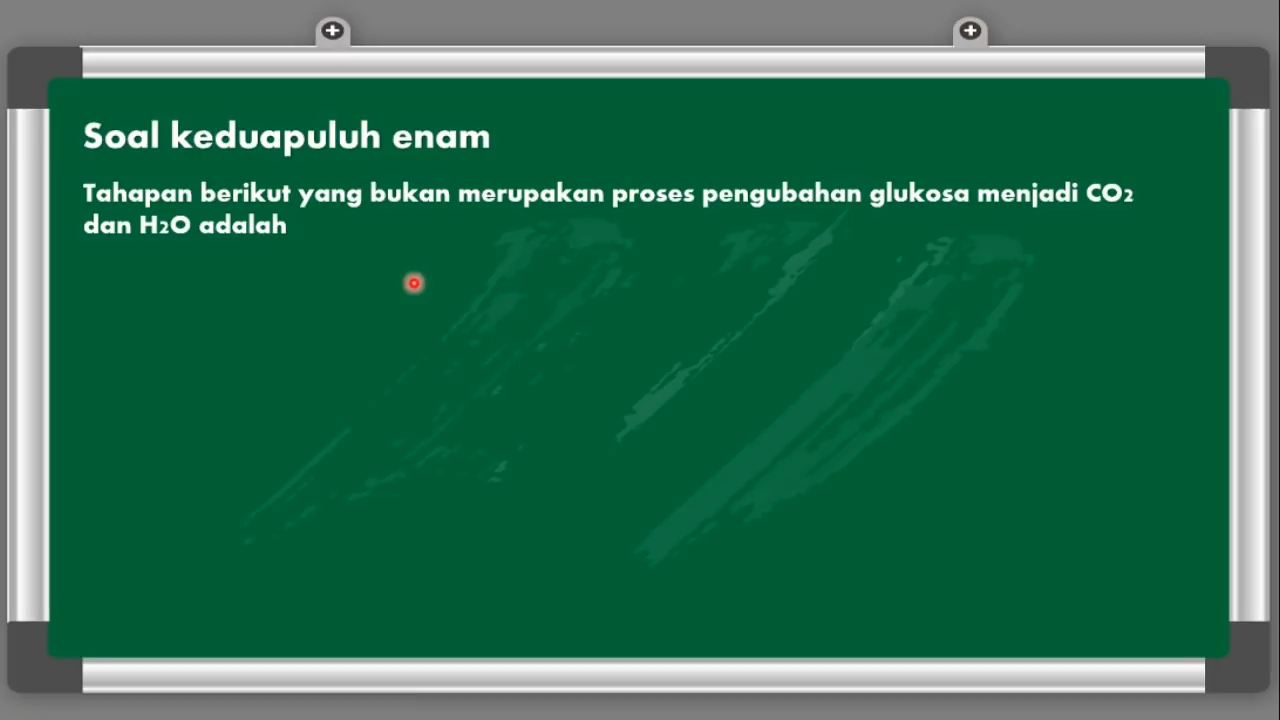 Soal keduapuluh enam
Tahapan berikut yang bukan merupakan proses pengubahan glukosa menjadi CO₂
dan H₂O adalah